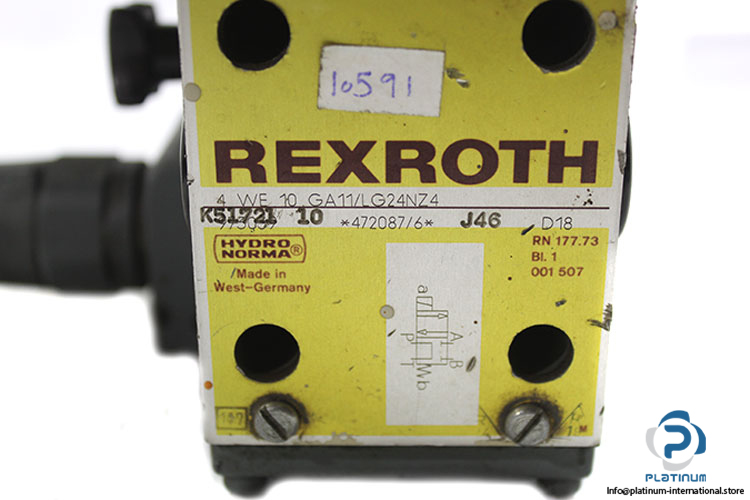 10591
REXROTH
4 WE 10 GA11/LG24NZ4
K51721 10 *472087/6* J46 D18
HYDRO NORMA®
RN 177.73
Bl. 1
001 507
Made in
West-Germany
a
A
P
B
b
PLATINUM
Info@platinum-international.store